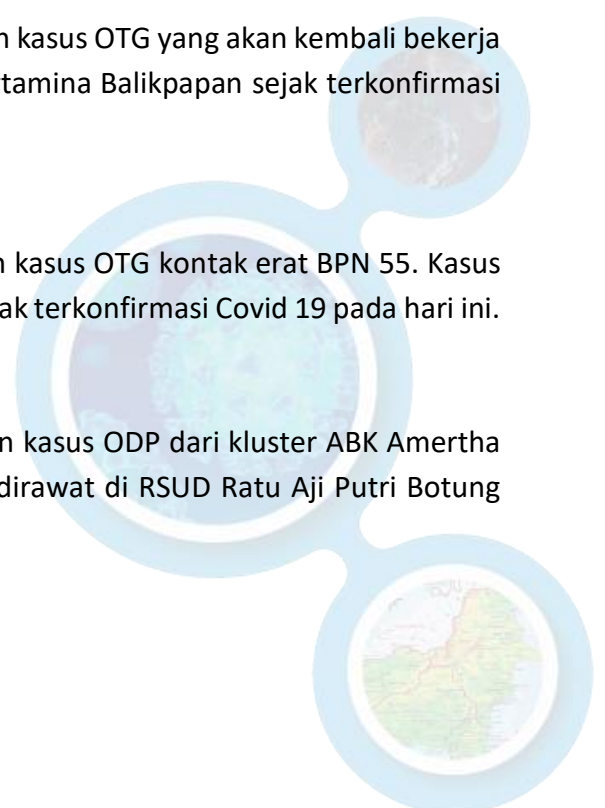 kasus OTG yang akan kembali bekerja
rtamina Balikpapan sejak terkonfirmasi
kasus OTG kontak erat BPN 55. Kasus
ak terkonfirmasi Covid 19 pada hari ini.
n kasus ODP dari kluster ABK Amertha
dirawat di RSUD Ratu Aji Putri Botung